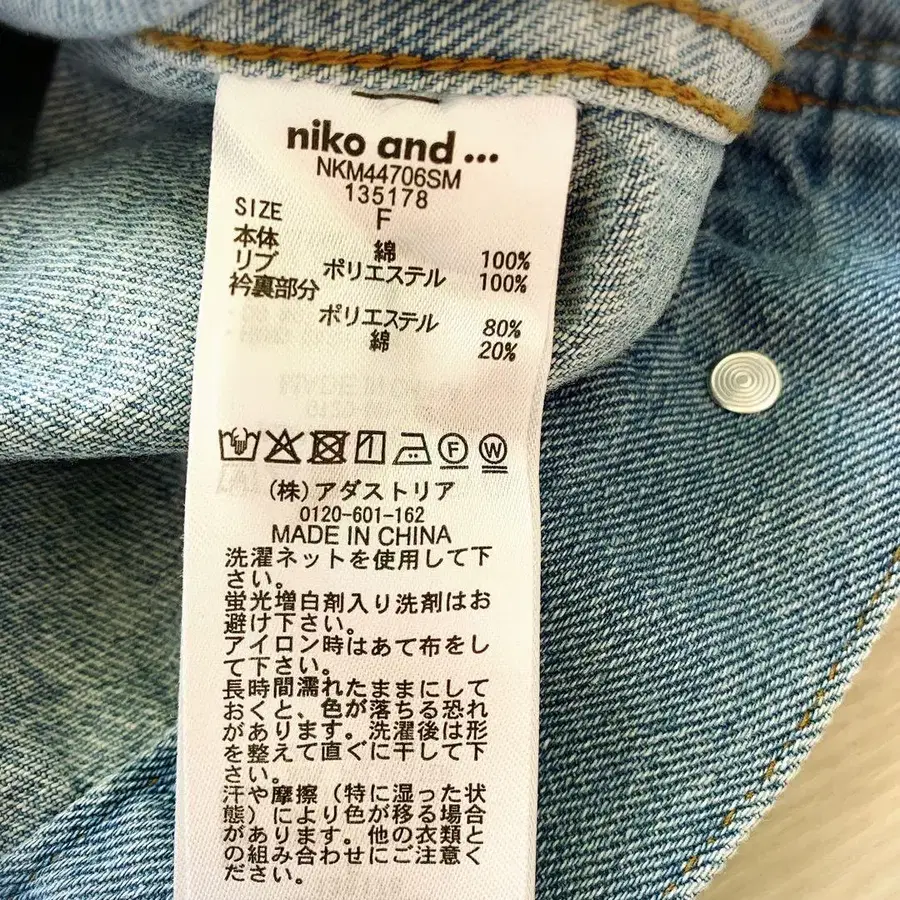 niko and ...
NKM44706SM
135178
SIZE F
本体 綿 100%
リブ ポリエステル 100%
衿裏部分
ポリエステル 80%
綿 20%
F W
(株)アダストリア
0120-601-162
MADE IN CHINA
洗濯ネットを使用して下
さい。
蛍光増白剤入り洗剤はお
避け下さい。
アイロン時はあて布をし
て下さい。
長時間濡れたままにして
おくと、色が落ちる恐れ
があります。洗濯後は形
を整えて直ぐに干して下
さい。
汗や摩擦(特に湿った状
態)により色が移る場合
があります。他の衣類と
の組み合わせにご注意く
ださい。